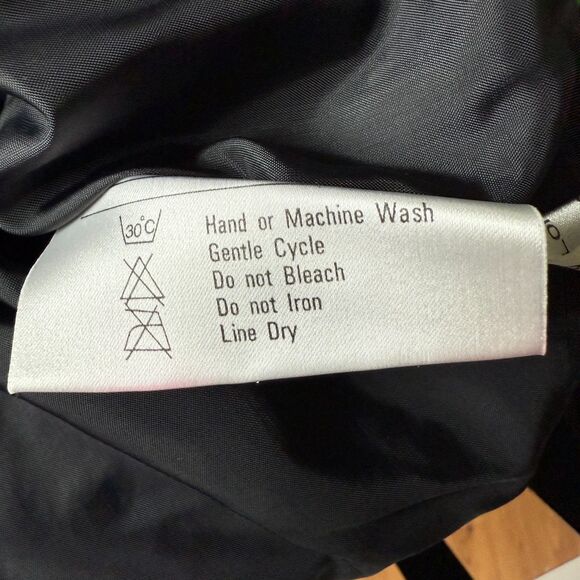 30°C
Hand or Machine Wash
Gentle Cycle
Do not Bleach
Do not Iron
Line Dry